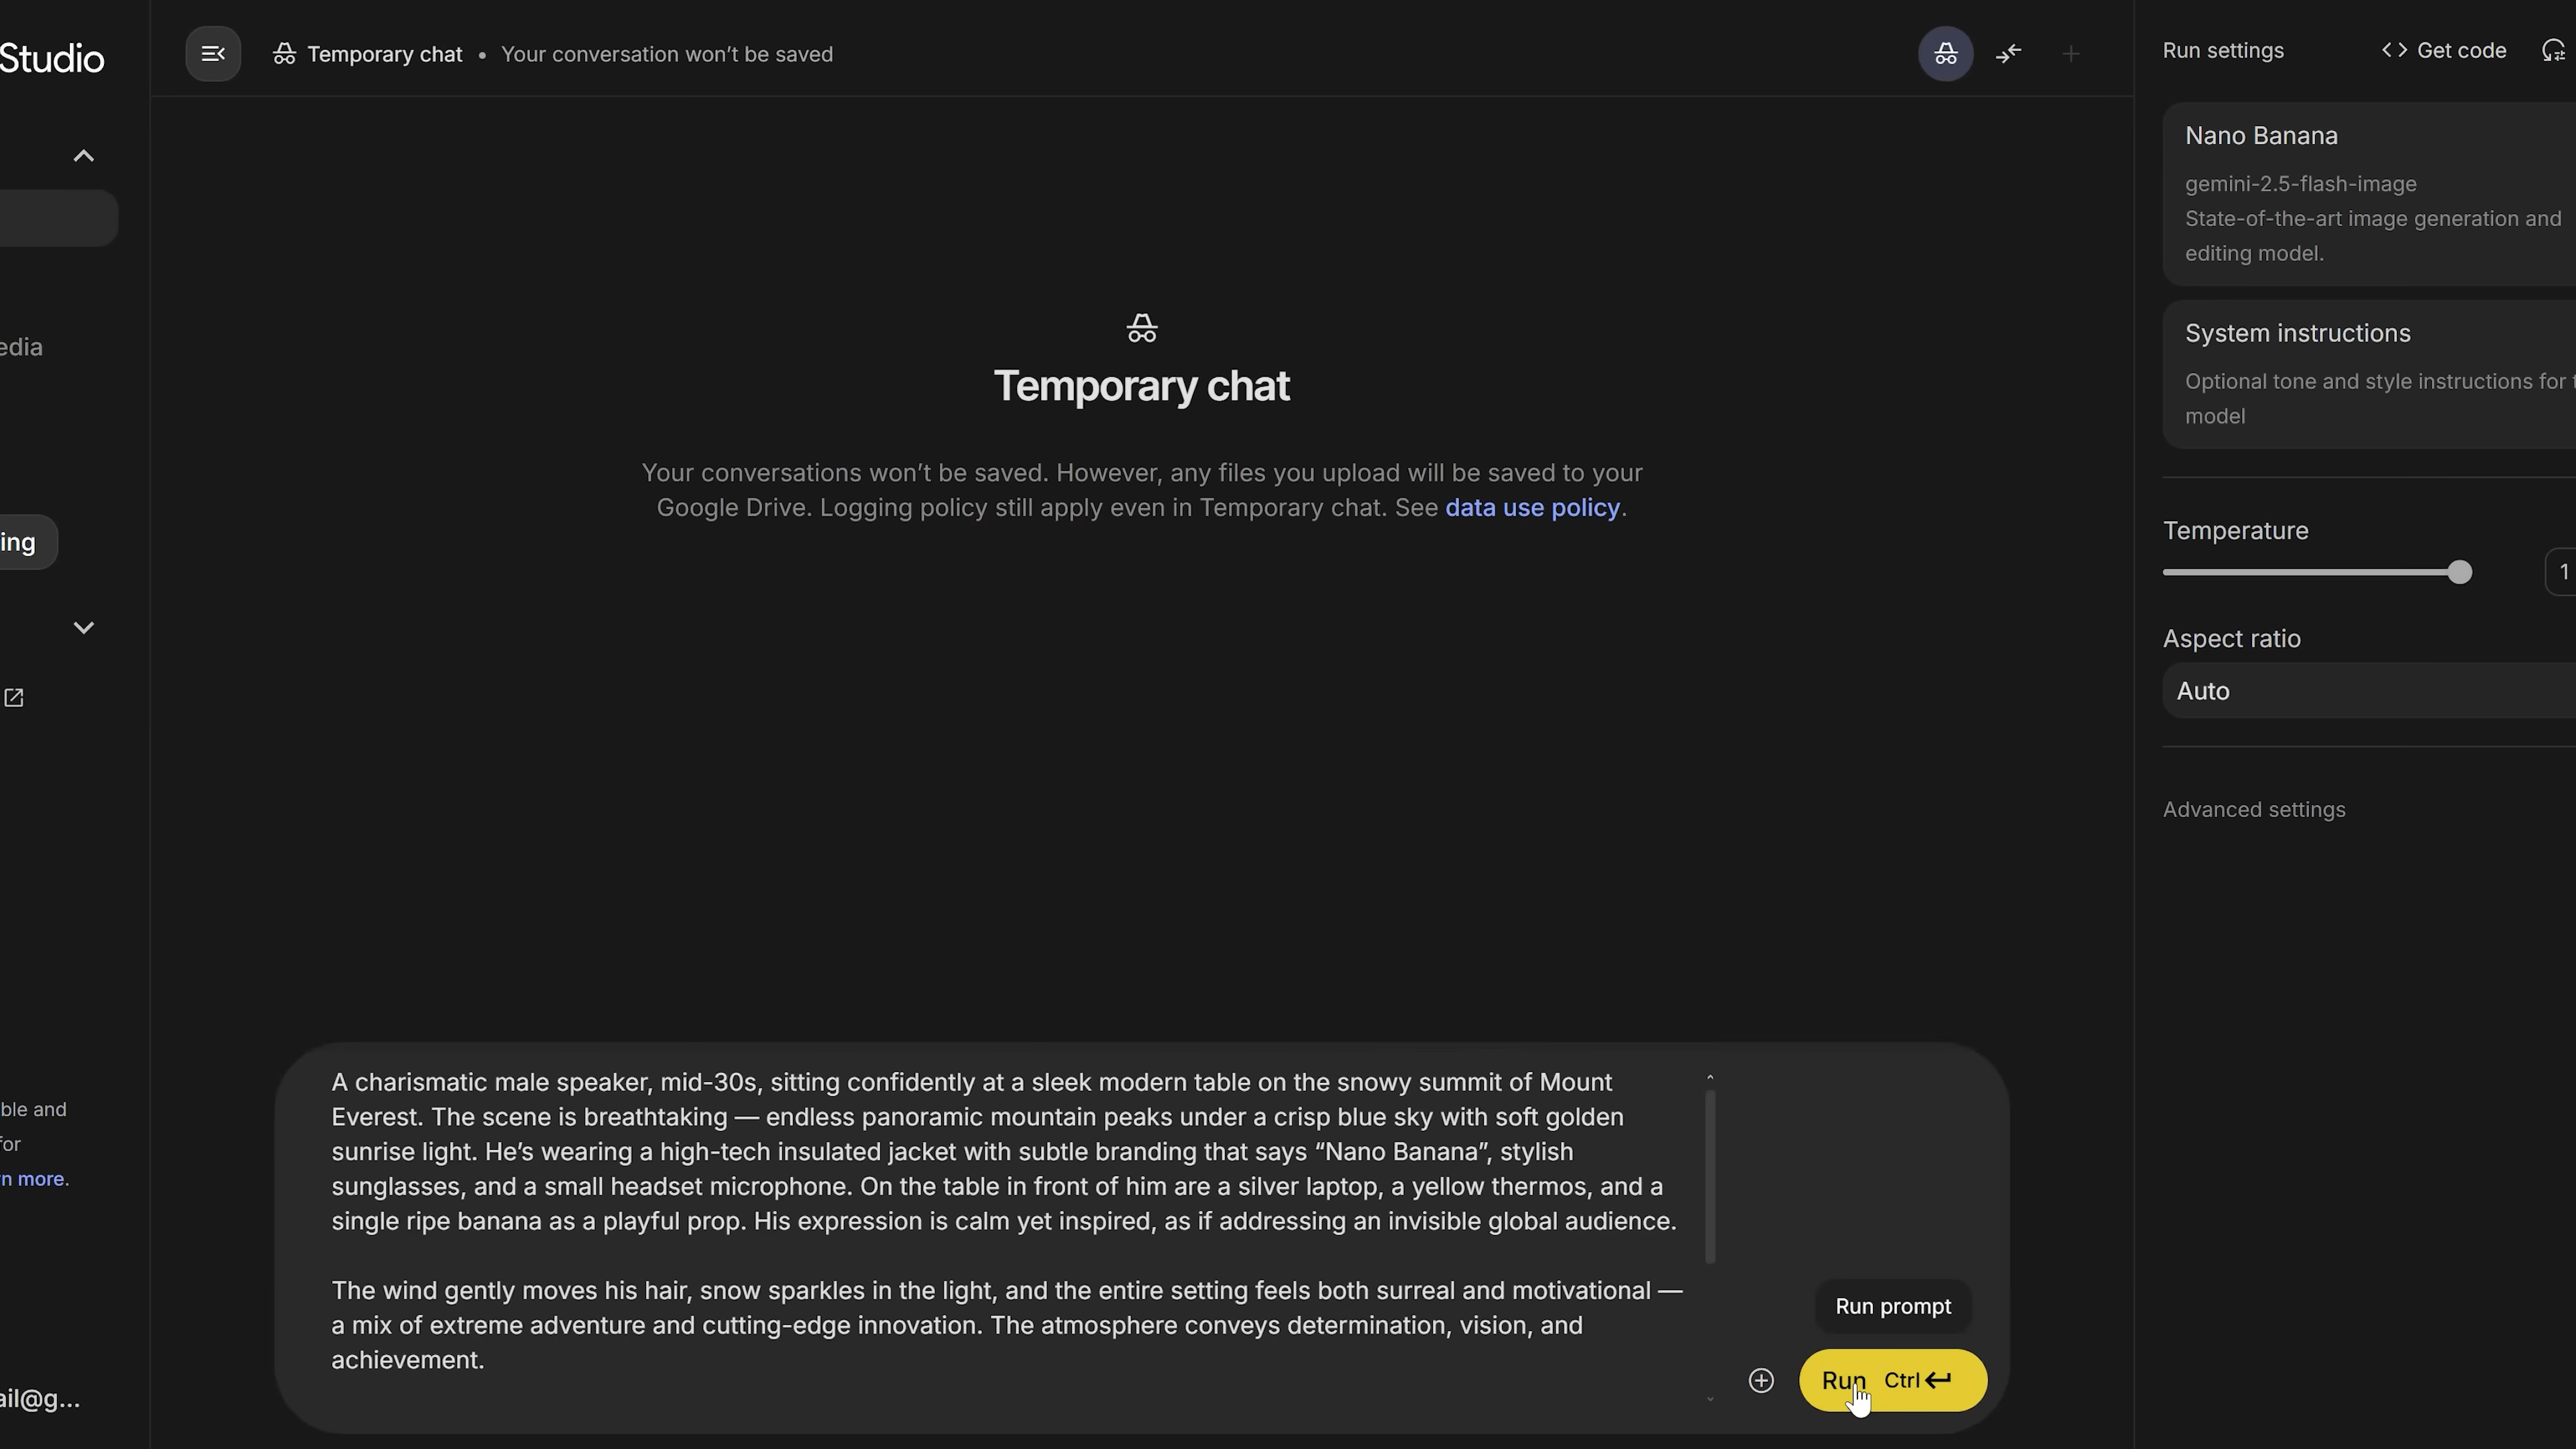 Studio
Temporary chat • Your conversation won't be saved
edia
ing
ble and
for
n more.
ail@g...
Temporary chat
Your conversations won't be saved. However, any files you upload will be saved to your
Google Drive. Logging policy still apply even in Temporary chat. See data use policy.
A charismatic male speaker, mid-30s, sitting confidently at a sleek modern table on the snowy summit of Mount
Everest. The scene is breathtaking — endless panoramic mountain peaks under a crisp blue sky with soft golden
sunrise light. He's wearing a high-tech insulated jacket with subtle branding that says “Nano Banana”, stylish
sunglasses, and a small headset microphone. On the table in front of him are a silver laptop, a yellow thermos, and a
single ripe banana as a playful prop. His expression is calm yet inspired, as if addressing an invisible global audience.
The wind gently moves his hair, snow sparkles in the light, and the entire setting feels both surreal and motivational —
a mix of extreme adventure and cutting-edge innovation. The atmosphere conveys determination, vision, and
achievement.
Run prompt
Run Ctrl
Run settings
<> Get code
Nano Banana
gemini-2.5-flash-image
State-of-the-art image generation and
editing model.
System instructions
Optional tone and style instructions for t
model
Temperature
1
Aspect ratio
Auto
Advanced settings